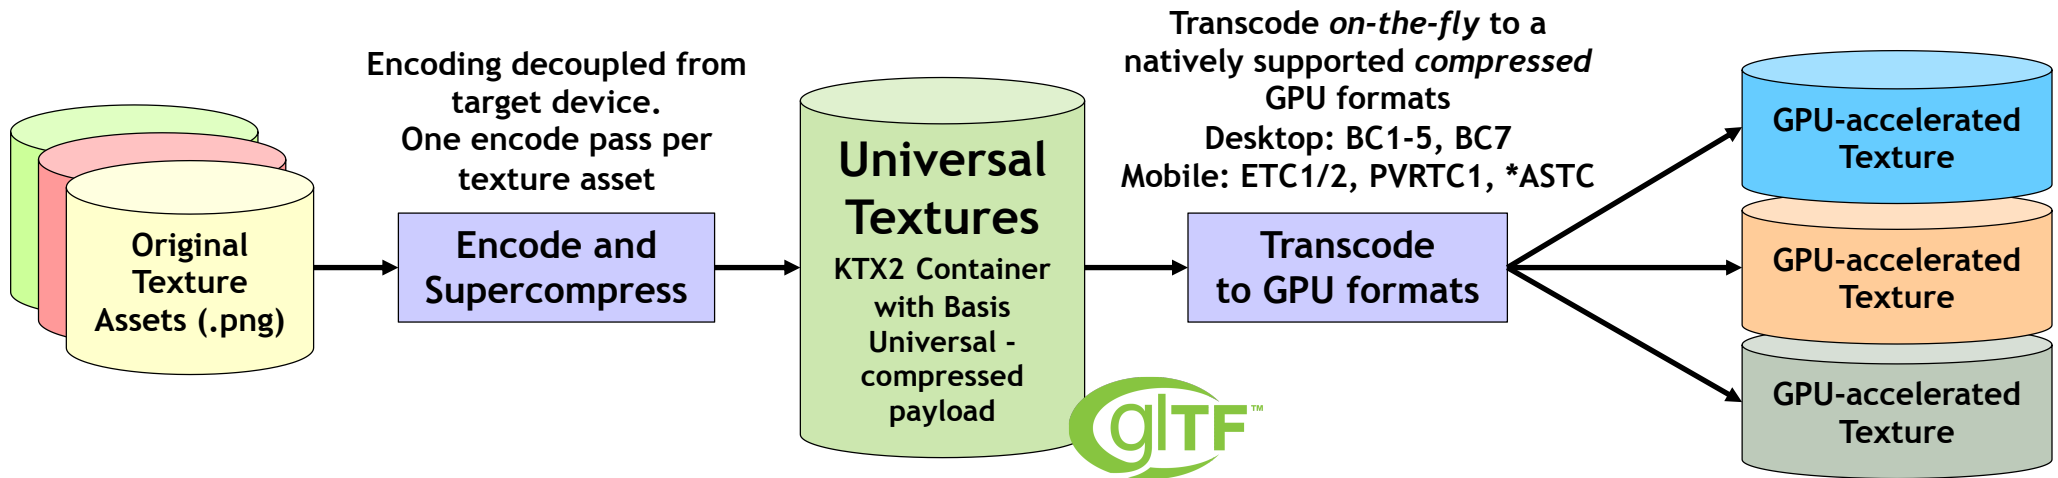 Original
Texture
Assets (.png)
Encoding decoupled from
target device.
One encode pass per
texture asset
Encode and
Supercompress
Universal
Textures
KTX2 Container
with Basis
Universal -
compressed
payload
glTF™
Transcode on-the-fly to a
natively supported compressed
GPU formats
Desktop: BC1-5, BC7
Mobile: ETC1/2, PVRTC1, *ASTC
Transcode
to GPU formats
GPU-accelerated
Texture
GPU-accelerated
Texture
GPU-accelerated
Texture